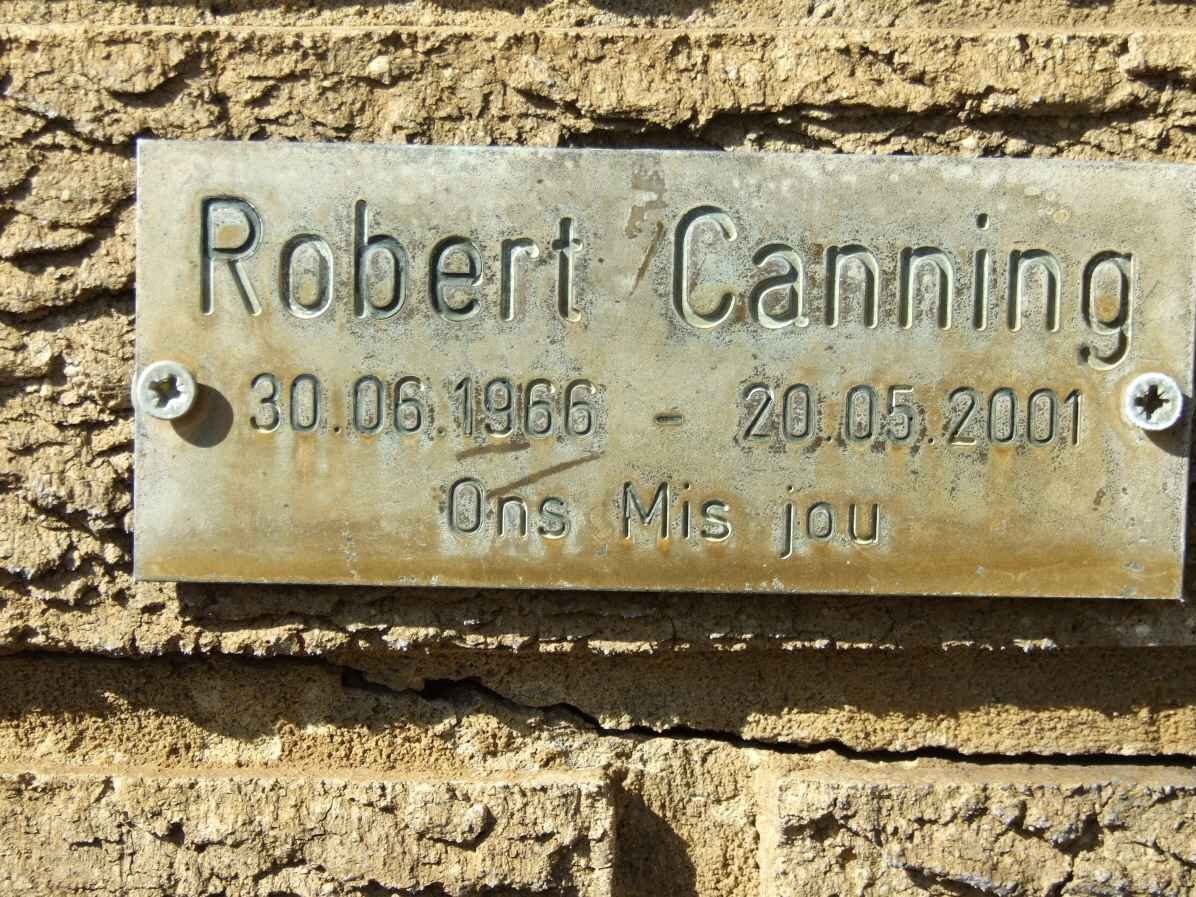 Robert Canning
30.06.1966 - 20.05.2001
Ons Mis jou